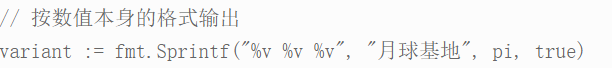 // 按数值本身的格式输出
variant := fmt.Sprintf("%v %v %v", "月球基地", pi, true)